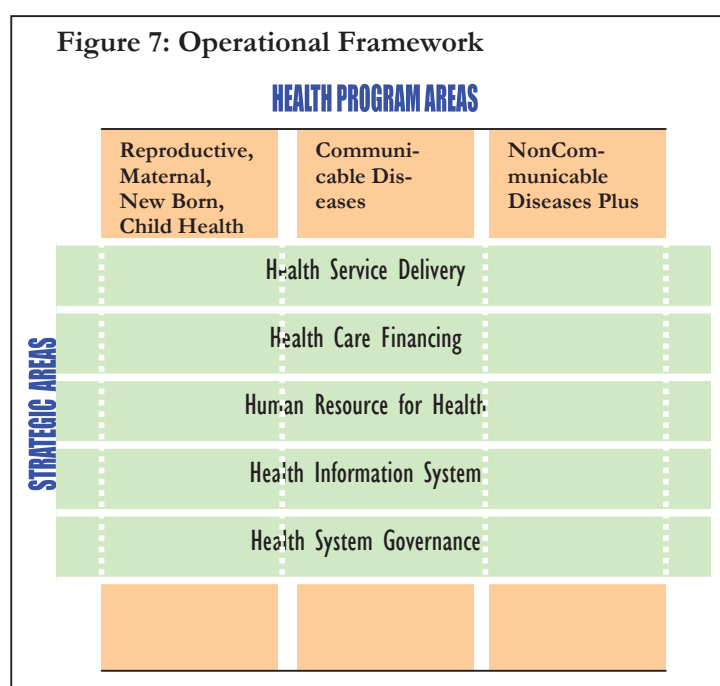 Figure 7: Operational Framework
HEALTH PROGRAM AREAS
Reproductive,
Maternal,
New Born,
Child Health
Communi-
cable Dis-
eases
NonCom-
municable
Diseases Plus
STRATEGIC AREAS
Health Service Delivery
Health Care Financing
Human Resource for Health
Health Information System
Health System Governance